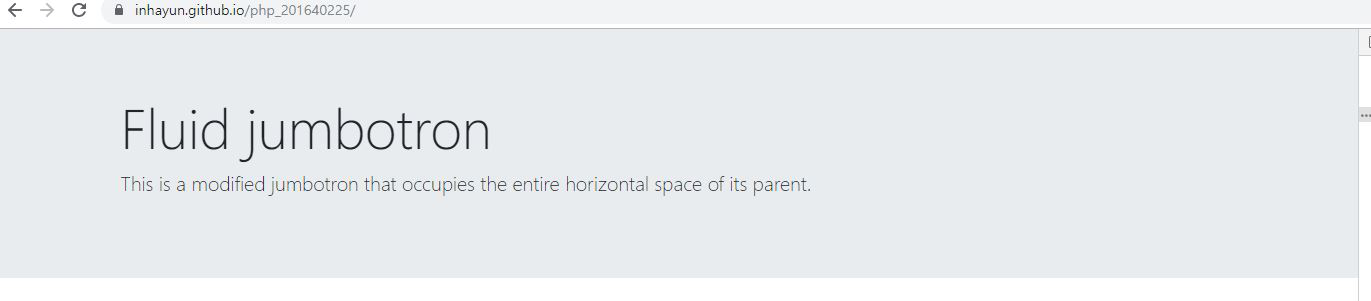 inhayun.github.io/php_201640225/
Fluid jumbotron
This is a modified jumbotron that occupies the entire horizontal space of its parent.